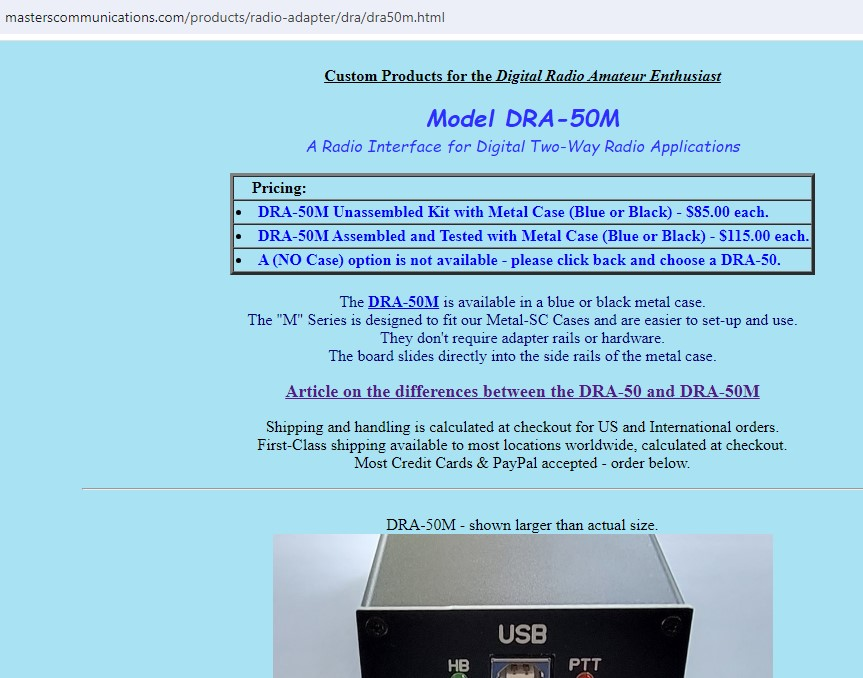 masterscommunications.com/products/radio-adapter/dra/dra50m.html
Custom Products for the Digital Radio Amateur Enthusiast
Model DRA-50M
A Radio Interface for Digital Two-Way Radio Applications
Pricing:
• DRA-50M Unassembled Kit with Metal Case (Blue or Black) - $85.00 each.
• DRA-50M Assembled and Tested with Metal Case (Blue or Black) - $115.00 each.
• A (NO Case) option is not available - please click back and choose a DRA-50.
The DRA-50M is available in a blue or black metal case.
The "M" Series is designed to fit our Metal-SC Cases and are easier to set-up and use.
They don't require adapter rails or hardware.
The board slides directly into the side rails of the metal case.
Article on the differences between the DRA-50 and DRA-50M
Shipping and handling is calculated at checkout for US and International orders.
First-Class shipping available to most locations worldwide, calculated at checkout.
Most Credit Cards & PayPal accepted - order below.
DRA-50M - shown larger than actual size.
USB
HB PTT